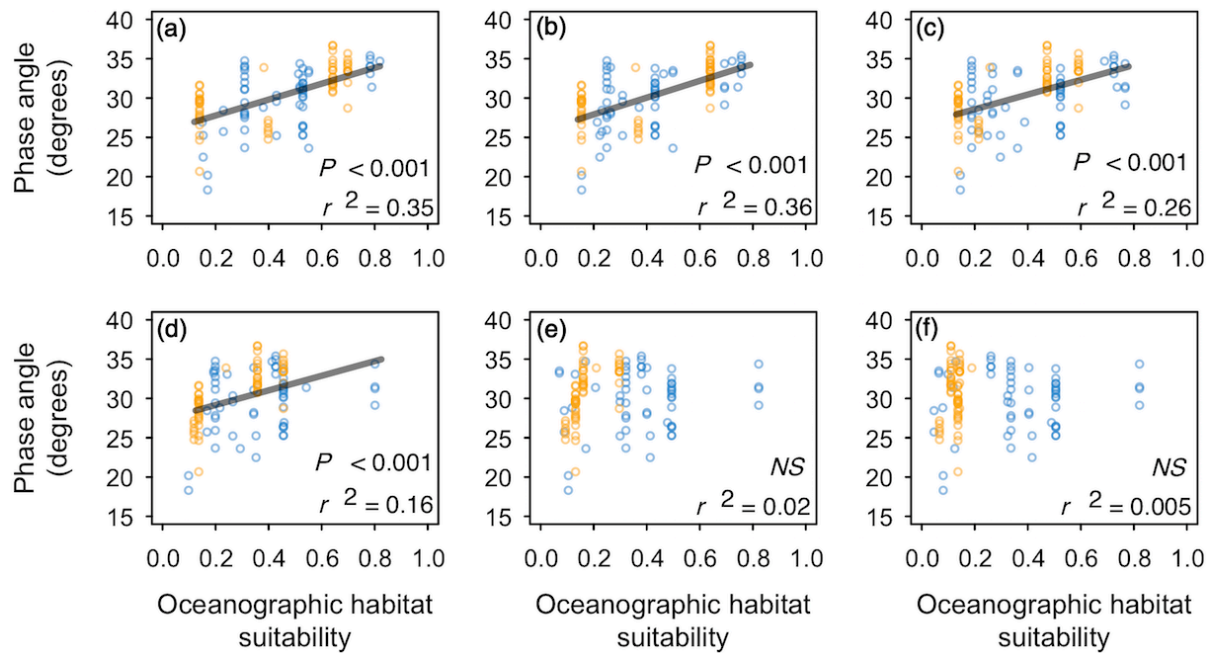 (a)
40
35
30
25
20
15
Phase angle
(degrees)
P < 0.001
r 2 = 0.35
0.0 0.2 0.4 0.6 0.8 1.0
(b)
40
35
30
25
20
15
P < 0.001
r 2 = 0.36
0.0 0.2 0.4 0.6 0.8 1.0
(c)
40
35
30
25
20
15
P < 0.001
r 2 = 0.26
0.0 0.2 0.4 0.6 0.8 1.0
(d)
40
35
30
25
20
15
Phase angle
(degrees)
P < 0.001
r 2 = 0.16
0.0 0.2 0.4 0.6 0.8 1.0
Oceanographic habitat
suitability
(e)
40
35
30
25
20
15
NS
r 2 = 0.02
0.0 0.2 0.4 0.6 0.8 1.0
Oceanographic habitat
suitability
(f)
40
35
30
25
20
15
NS
r 2 = 0.005
0.0 0.2 0.4 0.6 0.8 1.0
Oceanographic habitat
suitability